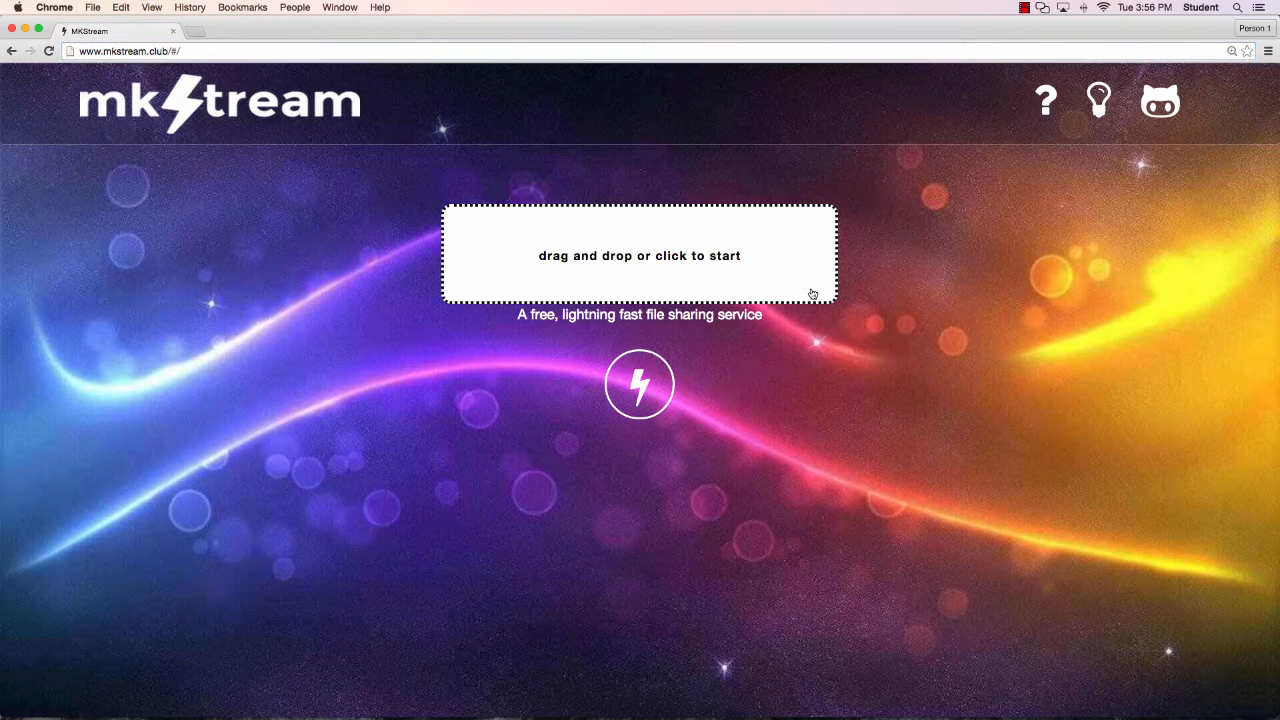 Chrome File Edit View History Bookmarks People Window Help Tue 3:56 PM Student
MKStream
Person 1
www.mkstream.club/#/
mkstream
?
drag and drop or click to start
A free, lightning fast file sharing service